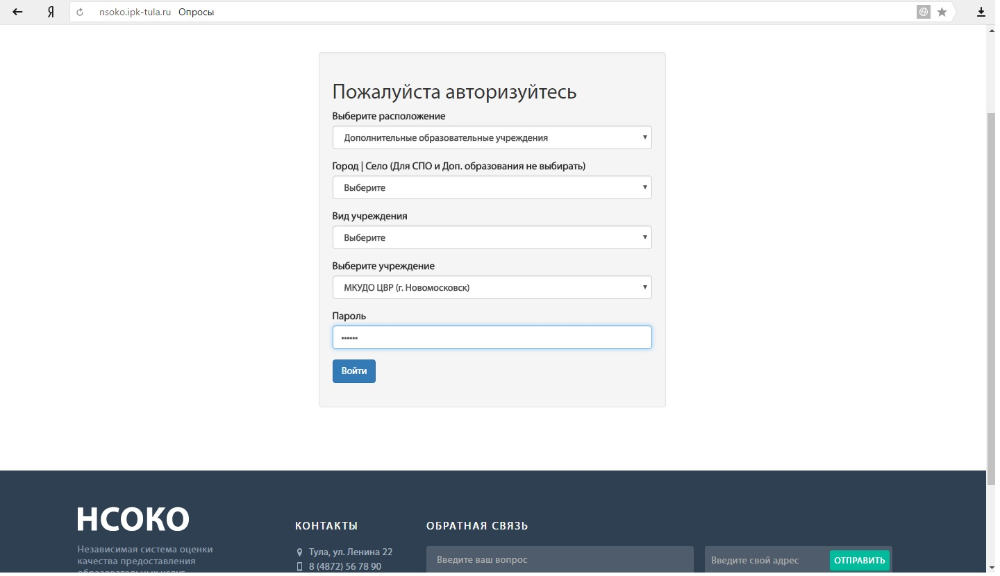 Я
nsoko.ipk-tula.ru Опросы
Пожалуйста авторизуйтесь
Выберите расположение
Дополнительные образовательные учреждения
Город | Село (Для СПО и Доп. образования не выбирать)
Выберите
Вид учреждения
Выберите
Выберите учреждение
МКУДО ЦВР (г. Новомосковск)
Пароль
••••••
Войти
НСОКО
Независимая система оценки
качества предоставления
образовательных услуг
КОНТАКТЫ
Тула, ул. Ленина 22
8 (4872) 56 78 90
ОБРАТНАЯ СВЯЗЬ
Введите ваш вопрос
Введите свой адрес
ОТПРАВИТЬ